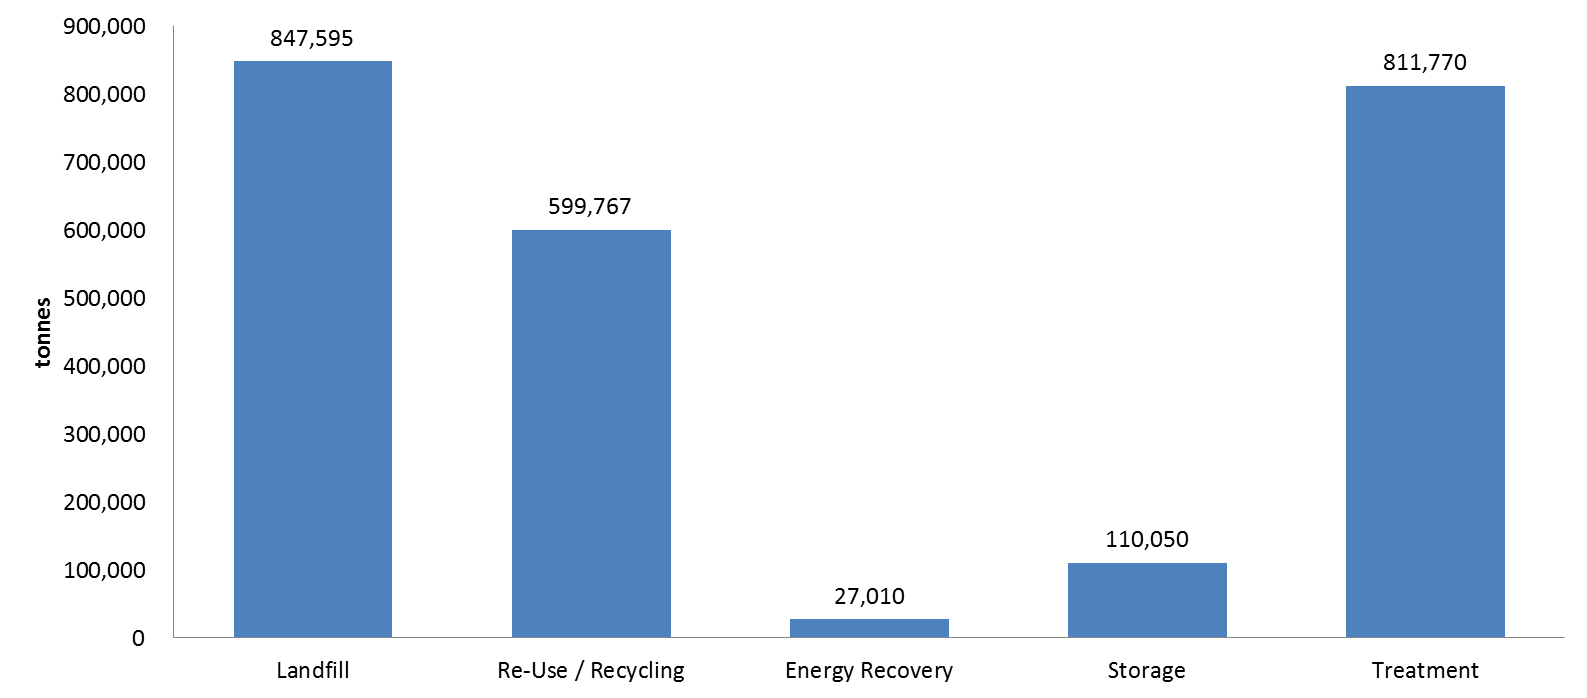 900,000
800,000
700,000
600,000
500,000
400,000
300,000
200,000
100,000
0
tonnes
847,595
599,767
27,010
110,050
811,770
Landfill
Re-Use / Recycling
Energy Recovery
Storage
Treatment